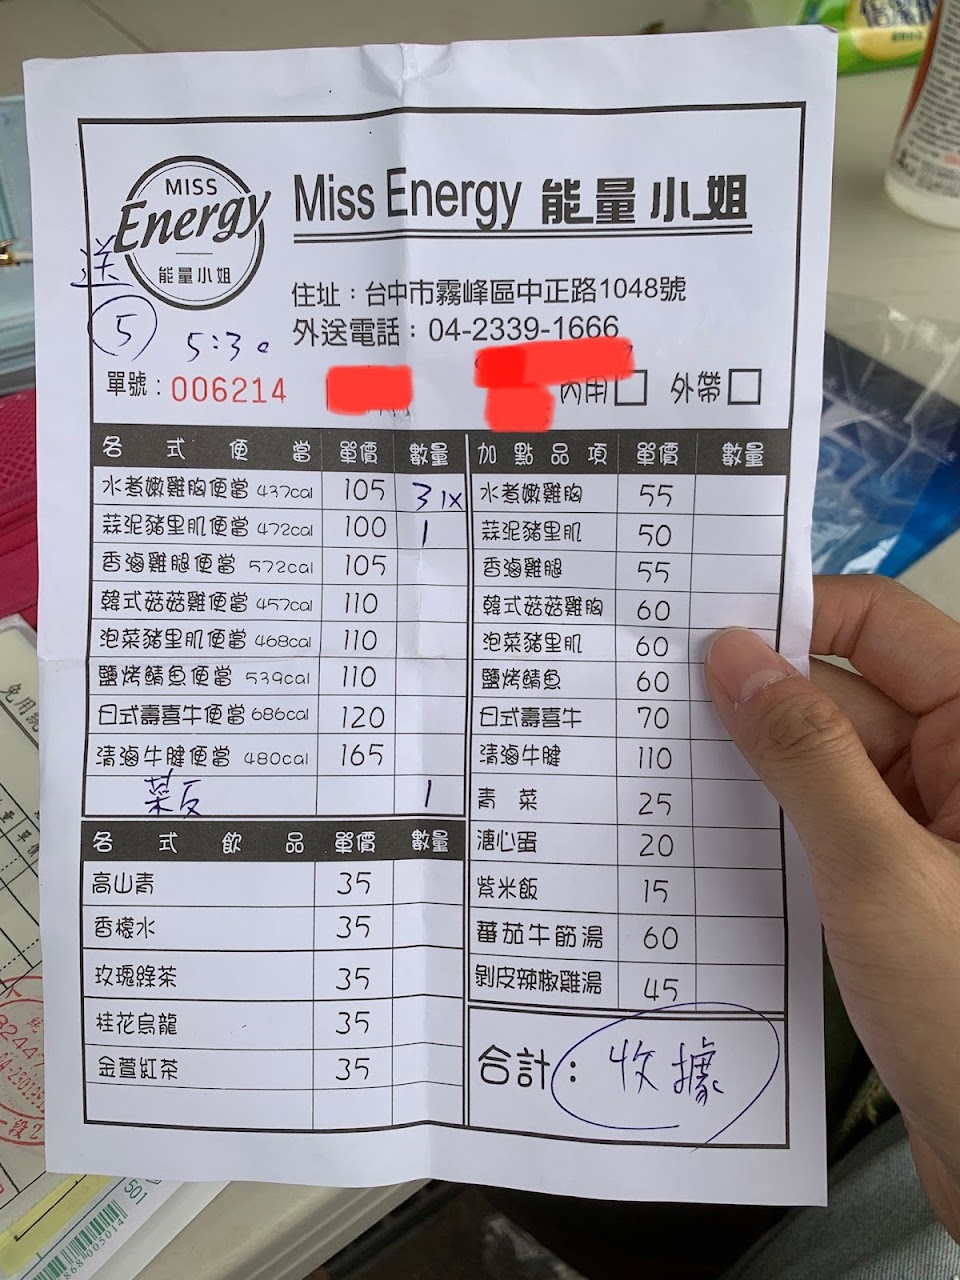 MISS
Energy
能量小姐
Miss Energy 能量小姐
住址：台中市霧峰區中正路1048號
外送電話：04-2339-1666
送
5
5:30
單號：006214
內用 外帶
各式便當 單價 數量
水煮嫩雞胸便當 437cal 105 3 1x
蒜泥豬里肌便當 472cal 100 1
香滷雞腿便當 572cal 105
韓式菇菇雞便當 457cal 110
泡菜豬里肌便當 468cal 110
鹽烤鯖魚便當 539cal 110
日式壽喜牛便當 686cal 120
清滷牛腱便當 480cal 165
菜反 1
各式飲品 單價 數量
高山青 35
香檬水 35
玫瑰綠茶 35
桂花烏龍 35
金萱紅茶 35
加點品項 單價 數量
水煮嫩雞胸 55
蒜泥豬里肌 50
香滷雞腿 55
韓式菇菇雞胸 60
泡菜豬里肌 60
鹽烤鯖魚 60
日式壽喜牛 70
清滷牛腱 110
青菜 25
溏心蛋 20
紫米飯 15
蕃茄牛筋湯 60
剝皮辣椒雞湯 45
合計：收據